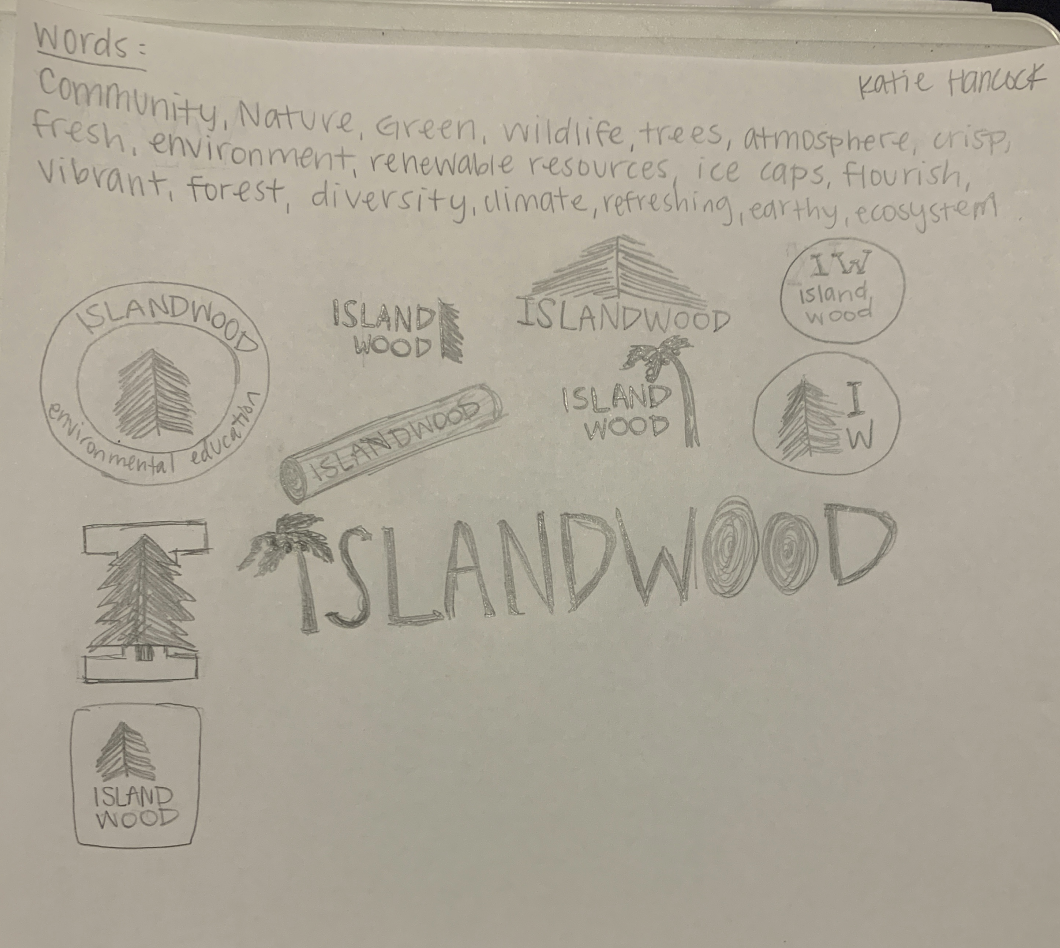 Words:
Katie Hancock
Community, Nature, Green, wildlife, trees, atmosphere, crisp,
fresh, environment, renewable resources, ice caps, flourish,
vibrant, forest, diversity, climate, refreshing, earthy, ecosystem.
ISLANDWOOD
environmental education
ISLAND
WOOD
ISLANDWOOD
IW
island
wood
ISLANDWOOD
ISLAND
WOOD
I
W
ISLANDWOOD
I
ISLAND
WOOD